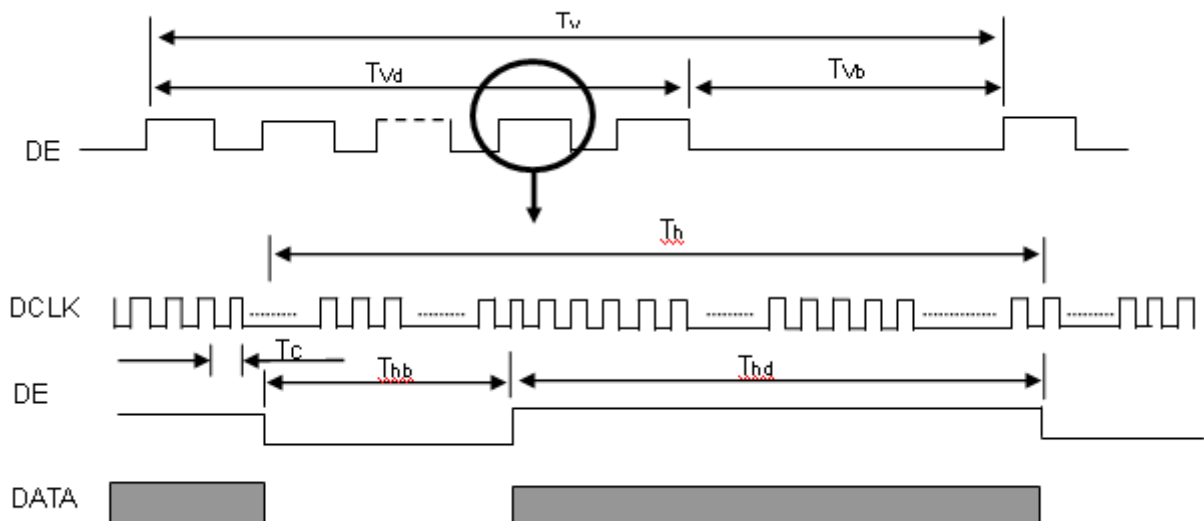 Tv
Tvd
Tvb
DE
Th
DCLK
Tc
Thb
Thd
DE
DATA